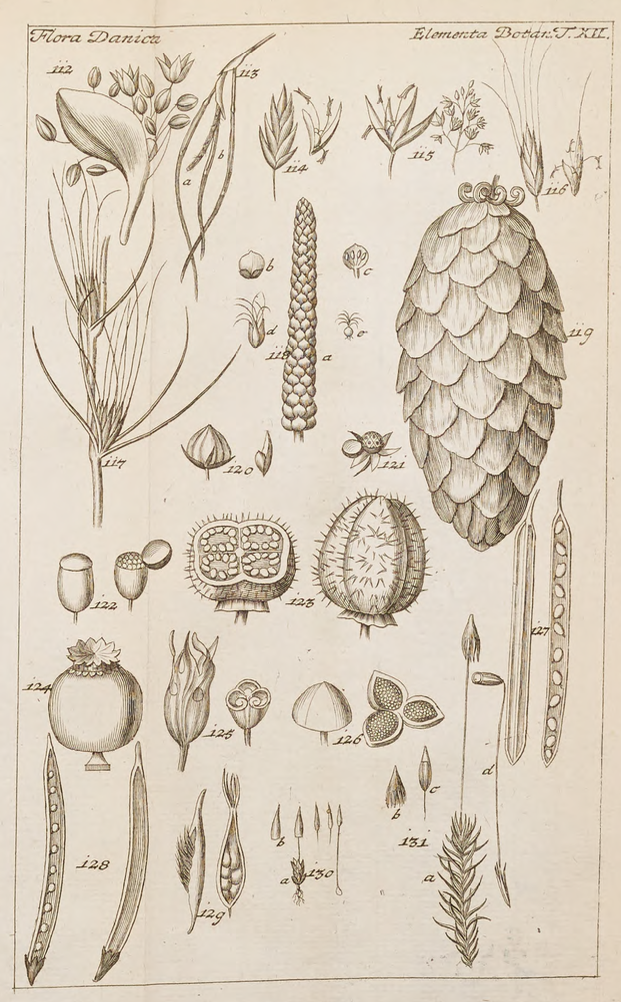 Flora Danica
Elementa Botan. T. XII.
112
113
a
b
114
115
116
117
b
c
d
e
118
a
119
120
121
122
123
124
125
126
127
128
129
b
a
130
b
c
131
a
d